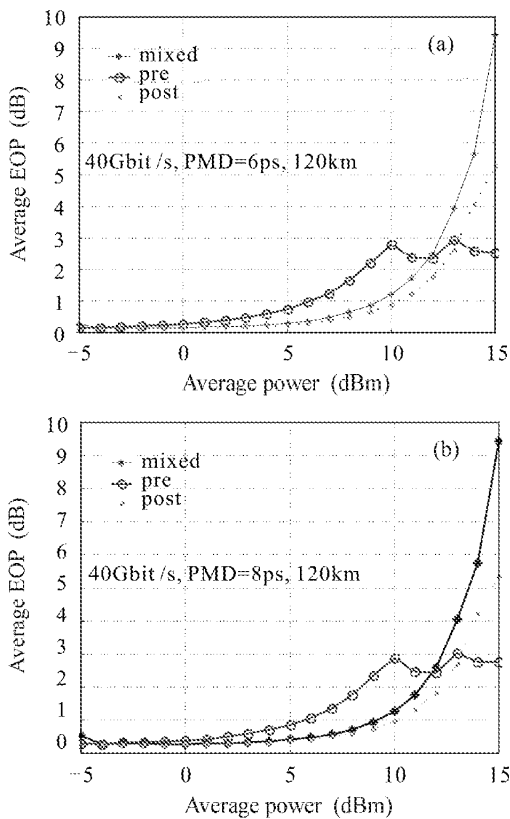 10
9
8
7
6
5
4
3
2
1
0
Average EOP (dB)
(a)
mixed
pre
post
40Gbit/s, PMD=6ps, 120km
−5 0 5 10 15
Average power (dBm)
10
9
8
7
6
5
4
3
2
1
0
Average EOP (dB)
(b)
mixed
pre
post
40Gbit/s, PMD=8ps, 120km
−5 0 5 10 15
Average power (dBm)